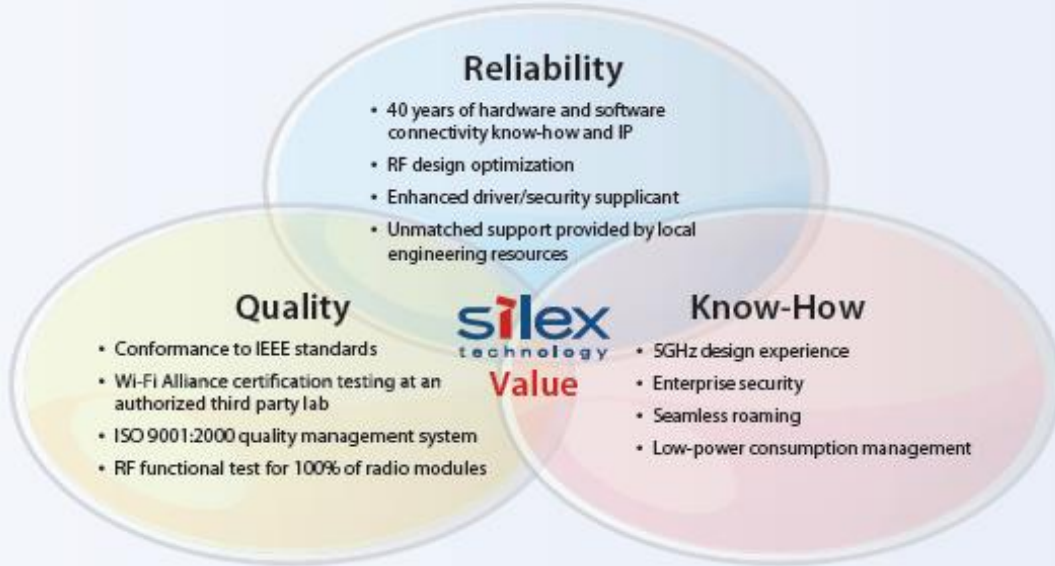 Reliability
• 40 years of hardware and software
connectivity know-how and IP
• RF design optimization
• Enhanced driver/security supplicant
• Unmatched support provided by local
engineering resources
Quality
• Conformance to IEEE standards
• Wi-Fi Alliance certification testing at an
authorized third party lab
• ISO 9001:2000 quality management system
• RF functional test for 100% of radio modules
silex
technology
Value
Know-How
• 5GHz design experience
• Enterprise security
• Seamless roaming
• Low-power consumption management